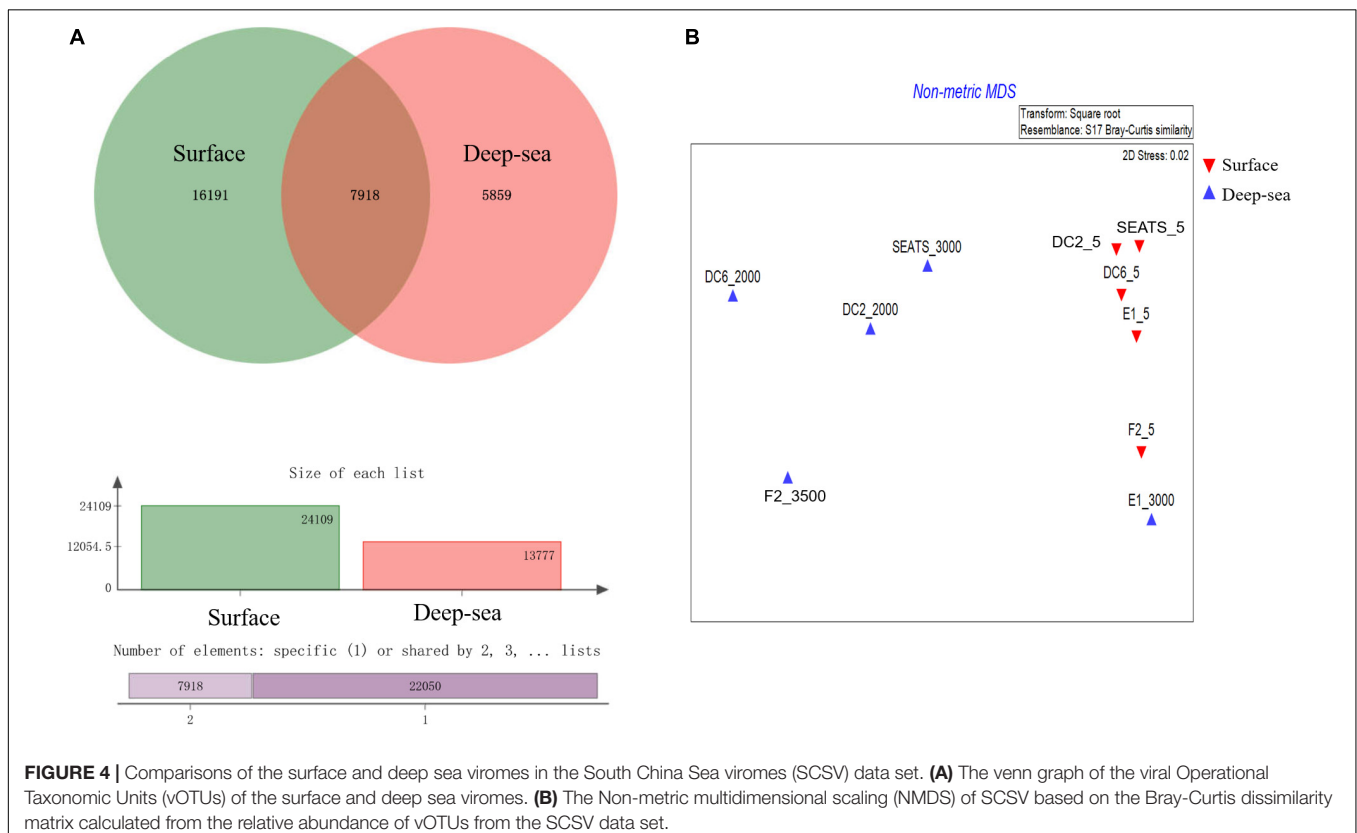 A
Surface
Deep-sea
16191
7918
5859
Size of each list
24109
12054.5
0
24109
13777
Surface
Deep-sea
Number of elements: specific (1) or shared by 2, 3, ... lists
7918
22050
2
1
B
Non-metric MDS
Transform: Square root
Resemblance: S17 Bray-Curtis similarity
2D Stress: 0.02
Surface
Deep-sea
SEATS_5
DC2_5
SEATS_3000
DC6_5
DC6_2000
DC2_2000
E1_5
F2_5
F2_3500
E1_3000
FIGURE 4 | Comparisons of the surface and deep sea viromes in the South China Sea viromes (SCSV) data set. (A) The venn graph of the viral Operational
Taxonomic Units (vOTUs) of the surface and deep sea viromes. (B) The Non-metric multidimensional scaling (NMDS) of SCSV based on the Bray-Curtis dissimilarity
matrix calculated from the relative abundance of vOTUs from the SCSV data set.